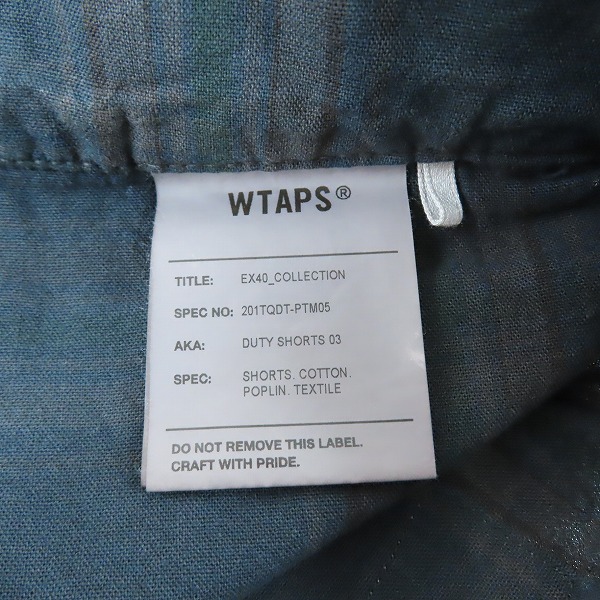 WTAPS®
TITLE: EX40_COLLECTION
SPEC NO: 201TQDT-PTM05
AKA: DUTY SHORTS 03
SPEC: SHORTS. COTTON.
POPLIN. TEXTILE
DO NOT REMOVE THIS LABEL.
CRAFT WITH PRIDE.